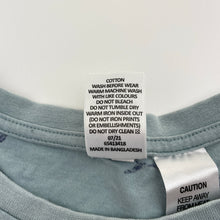 COTTON
WASH BEFORE WEAR
WARM MACHINE WASH
WITH LIKE COLOURS
DO NOT BLEACH
DO NOT TUMBLE DRY
WARM IRON INSIDE OUT
(DO NOT IRON PRINTS
OR EMBELLISHMENTS)
DO NOT DRY CLEAN
07/21
65413418
MADE IN BANGLADESH
CAUTION
KEEP AWAY